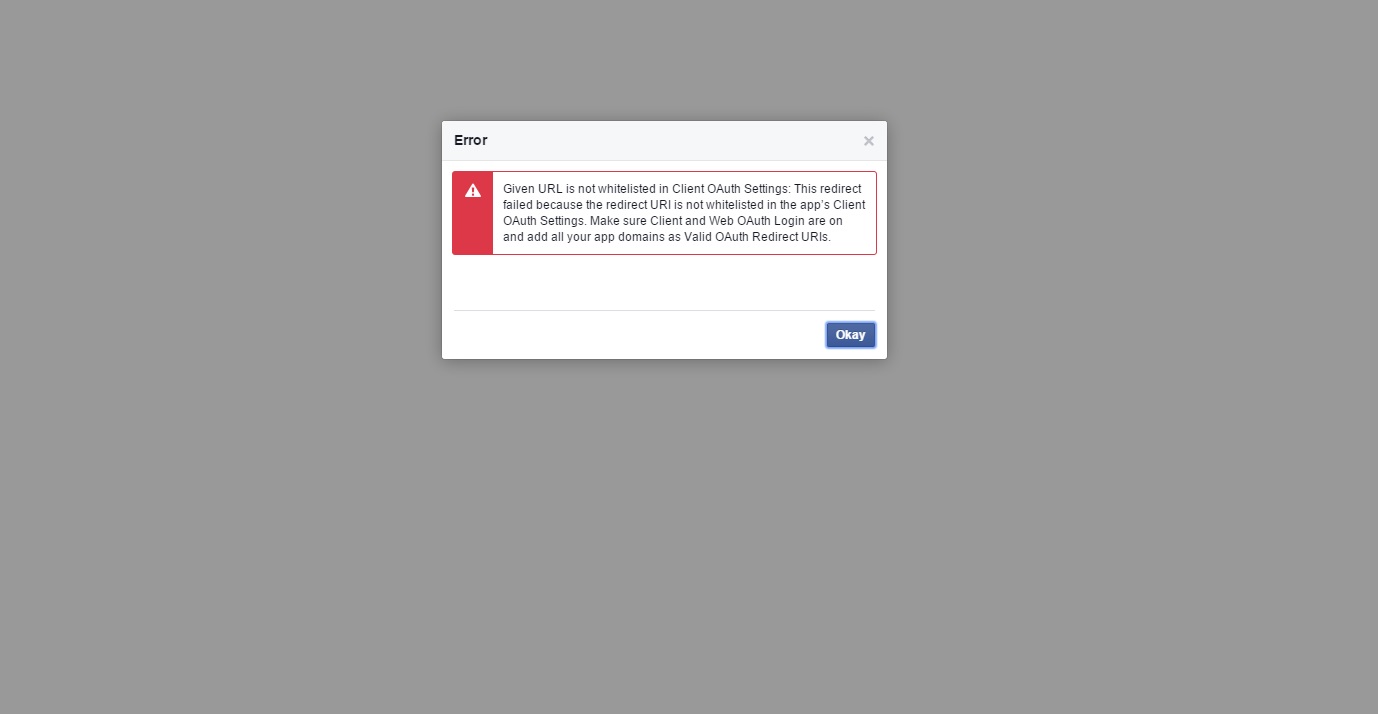 Error
Given URL is not whitelisted in Client OAuth Settings: This redirect
failed because the redirect URI is not whitelisted in the app's Client
OAuth Settings. Make sure Client and Web OAuth Login are on
and add all your app domains as Valid OAuth Redirect URIs.
Okay